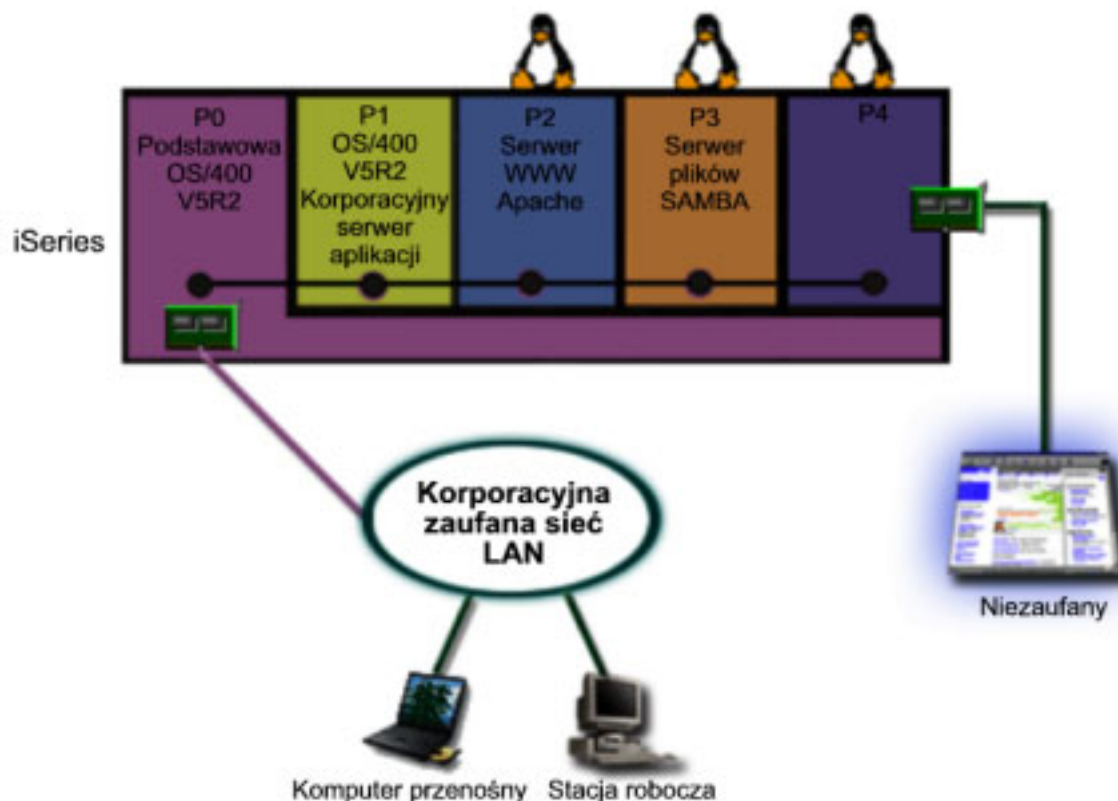 P0
Podstawowa
OS/400
V5R2
P1
OS/400
V5R2
Korporacyjny
serwer
aplikacji
P2
Serwer
WWW
Apache
P3
Serwer
plików
SAMBA
P4
iSeries
Korporacyjna
zaufana sieć
LAN
Niezaufany
Komputer przenośny
Stacja robocza